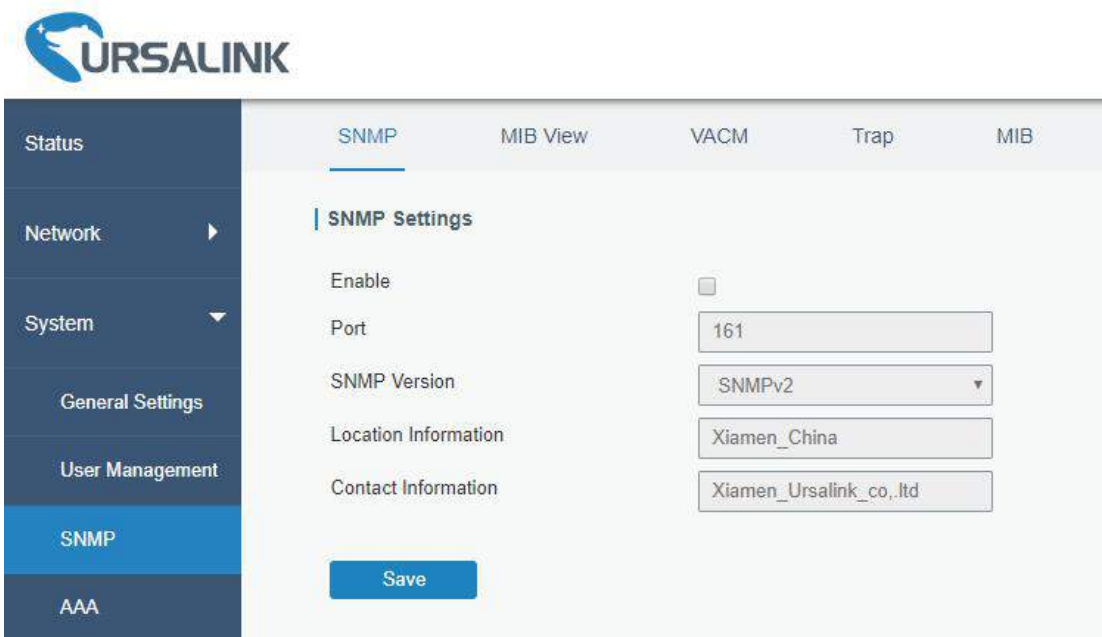 URSALINK
Status
Network
System
General Settings
User Management
SNMP
AAA
SNMP MIB View VACM Trap MIB
SNMP Settings
Enable
Port 161
SNMP Version SNMPv2
Location Information Xiamen_China
Contact Information Xiamen_Ursalink_co,.ltd
Save